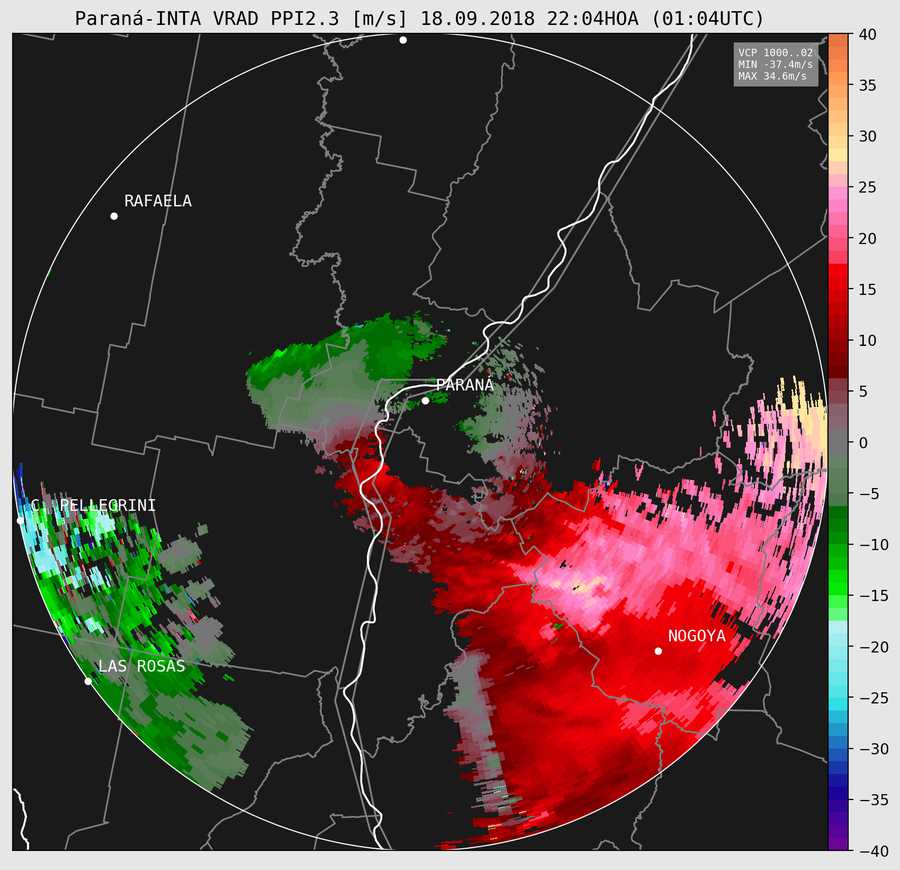 Paraná-INTA VRAD PPI2.3 [m/s] 18.09.2018 22:04HOA (01:04UTC)
VCP 1000..02
MIN -37.4m/s
MAX 34.6m/s
RAFAELA
PARANÁ
C. PELLEGRINI
NOGOYA
LAS ROSAS
40
35
30
25
20
15
10
5
0
−5
−10
−15
−20
−25
−30
−35
−40